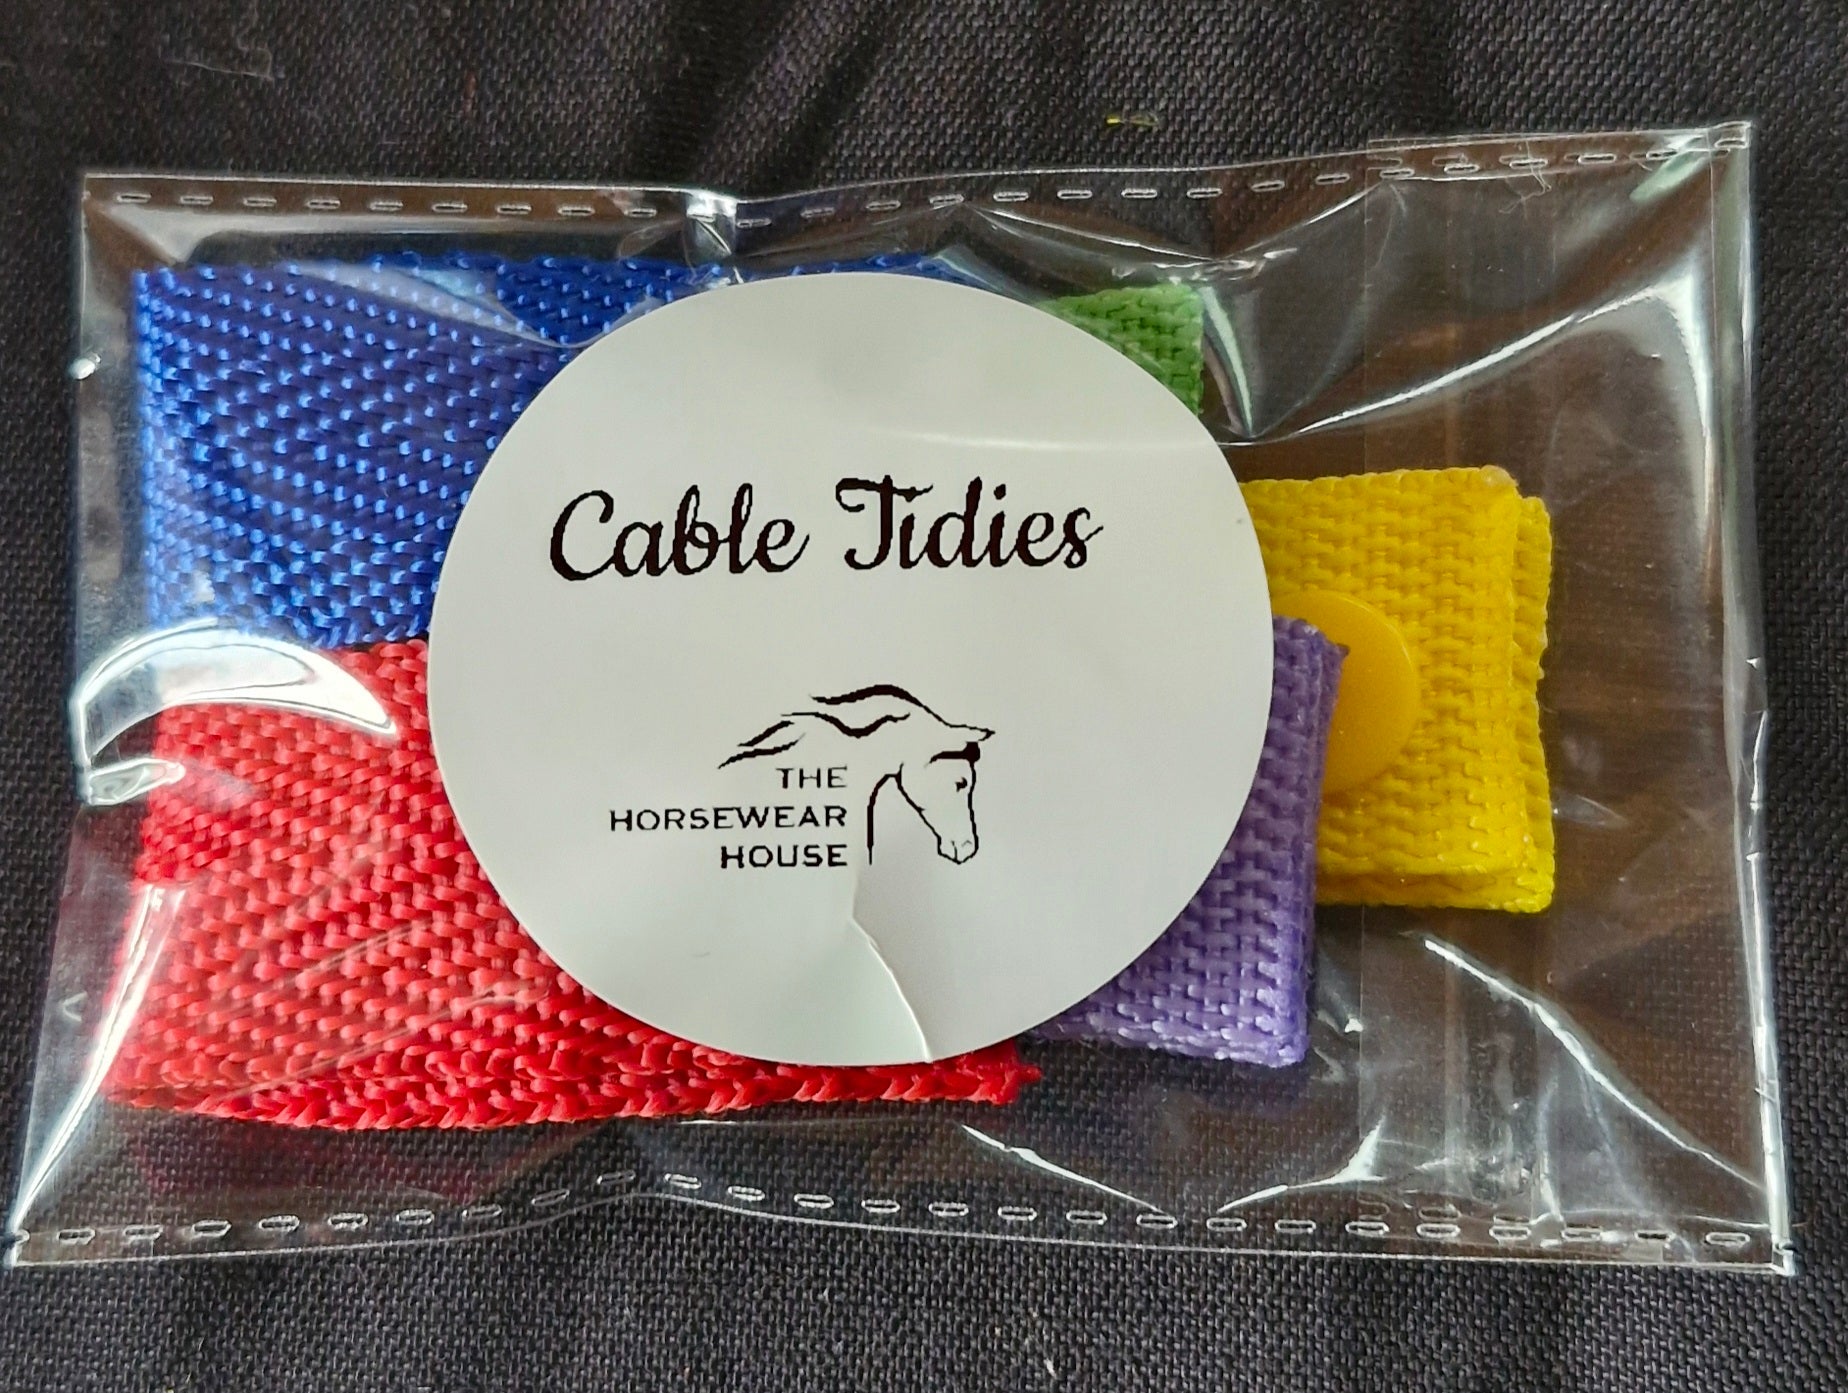 Cable Tidies
THE
HORSEWEAR
HOUSE